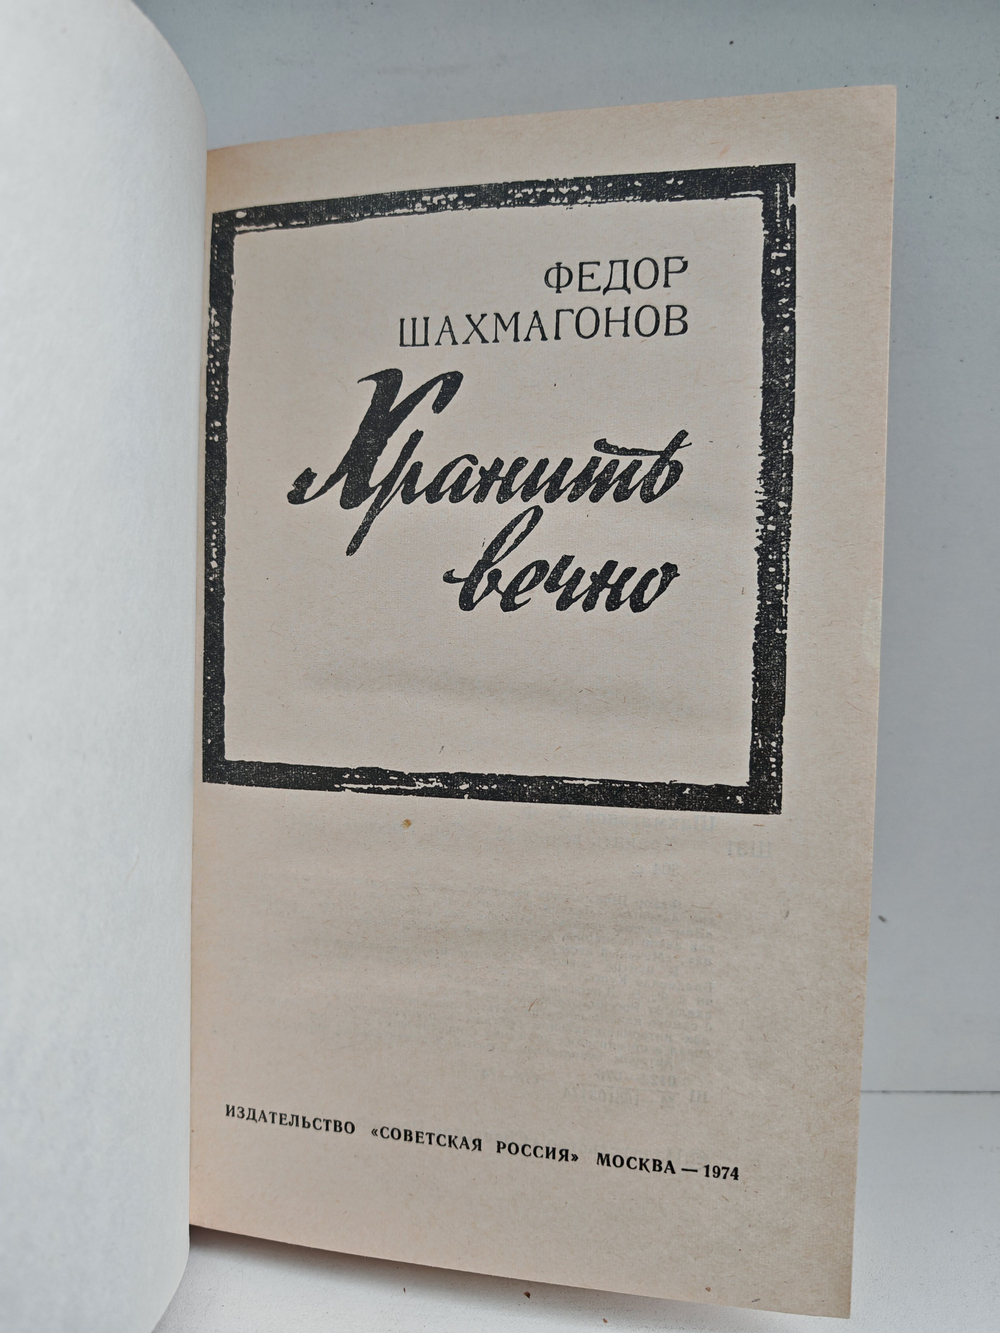 ФЕДОР
ШАХМАГОНОВ
Хранить
вечно
ИЗДАТЕЛЬСТВО «СОВЕТСКАЯ РОССИЯ» МОСКВА — 1974